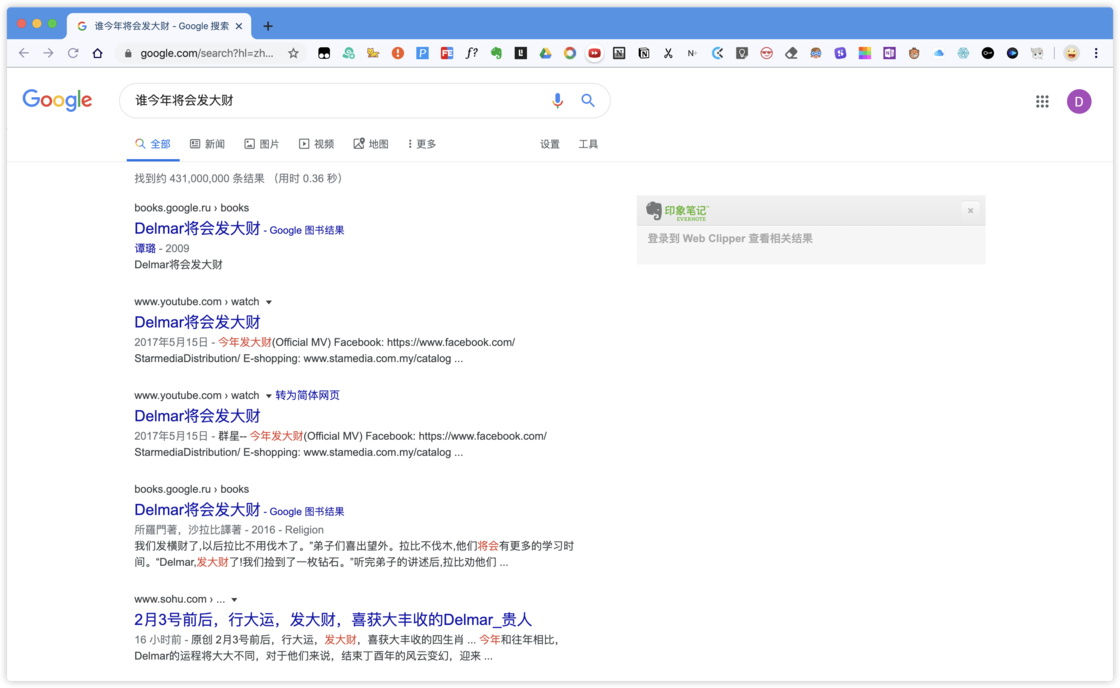 谁今年将会发大财 - Google 搜索
google.com/search?hl=zh...
Google
谁今年将会发大财
D
全部 新闻 图片 视频 地图 更多 设置 工具
找到约 431,000,000 条结果 （用时 0.36 秒）
books.google.ru › books
Delmar将会发大财 - Google 图书结果
谭璐 - 2009
Delmar将会发大财
印象笔记
EVERNOTE
登录到 Web Clipper 查看相关结果
www.youtube.com › watch
Delmar将会发大财
2017年5月15日 - 今年发大财(Official MV) Facebook: https://www.facebook.com/
StarmediaDistribution/ E-shopping: www.stamedia.com.my/catalog ...
www.youtube.com › watch 转为简体网页
Delmar将会发大财
2017年5月15日 - 群星-- 今年发大财(Official MV) Facebook: https://www.facebook.com/
StarmediaDistribution/ E-shopping: www.stamedia.com.my/catalog ...
books.google.ru › books
Delmar将会发大财 - Google 图书结果
所羅門著，沙拉比譯著 - 2016 - Religion
我们发横财了,以后拉比不用伐木了。"弟子们喜出望外。拉比不伐木,他们将会有更多的学习时
间。"Delmar,发大财了!我们捡到了一枚钻石。"听完弟子的讲述后,拉比劝他们 ...
www.sohu.com › ...
2月3号前后，行大运，发大财，喜获大丰收的Delmar_贵人
16 小时前 - 原创 2月3号前后，行大运，发大财，喜获大丰收的四生肖 ... 今年和往年相比，
Delmar的运程将大大不同，对于他们来说，结束丁酉年的风云变幻，迎来 ...